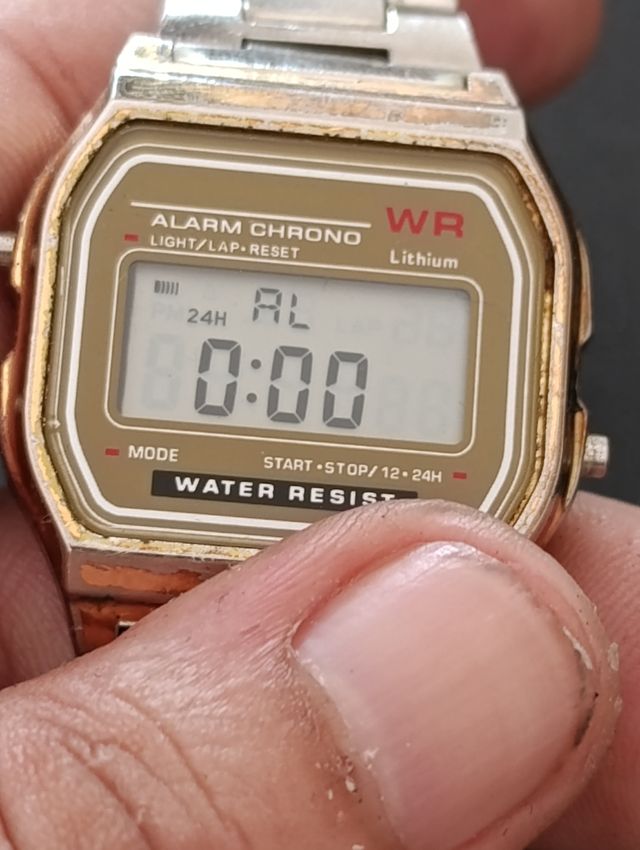 ALARM CHRONO WR
LIGHT/LAP•RESET Lithium
24H AL
0:00
MODE
START•STOP/12•24H
WATER RESIST